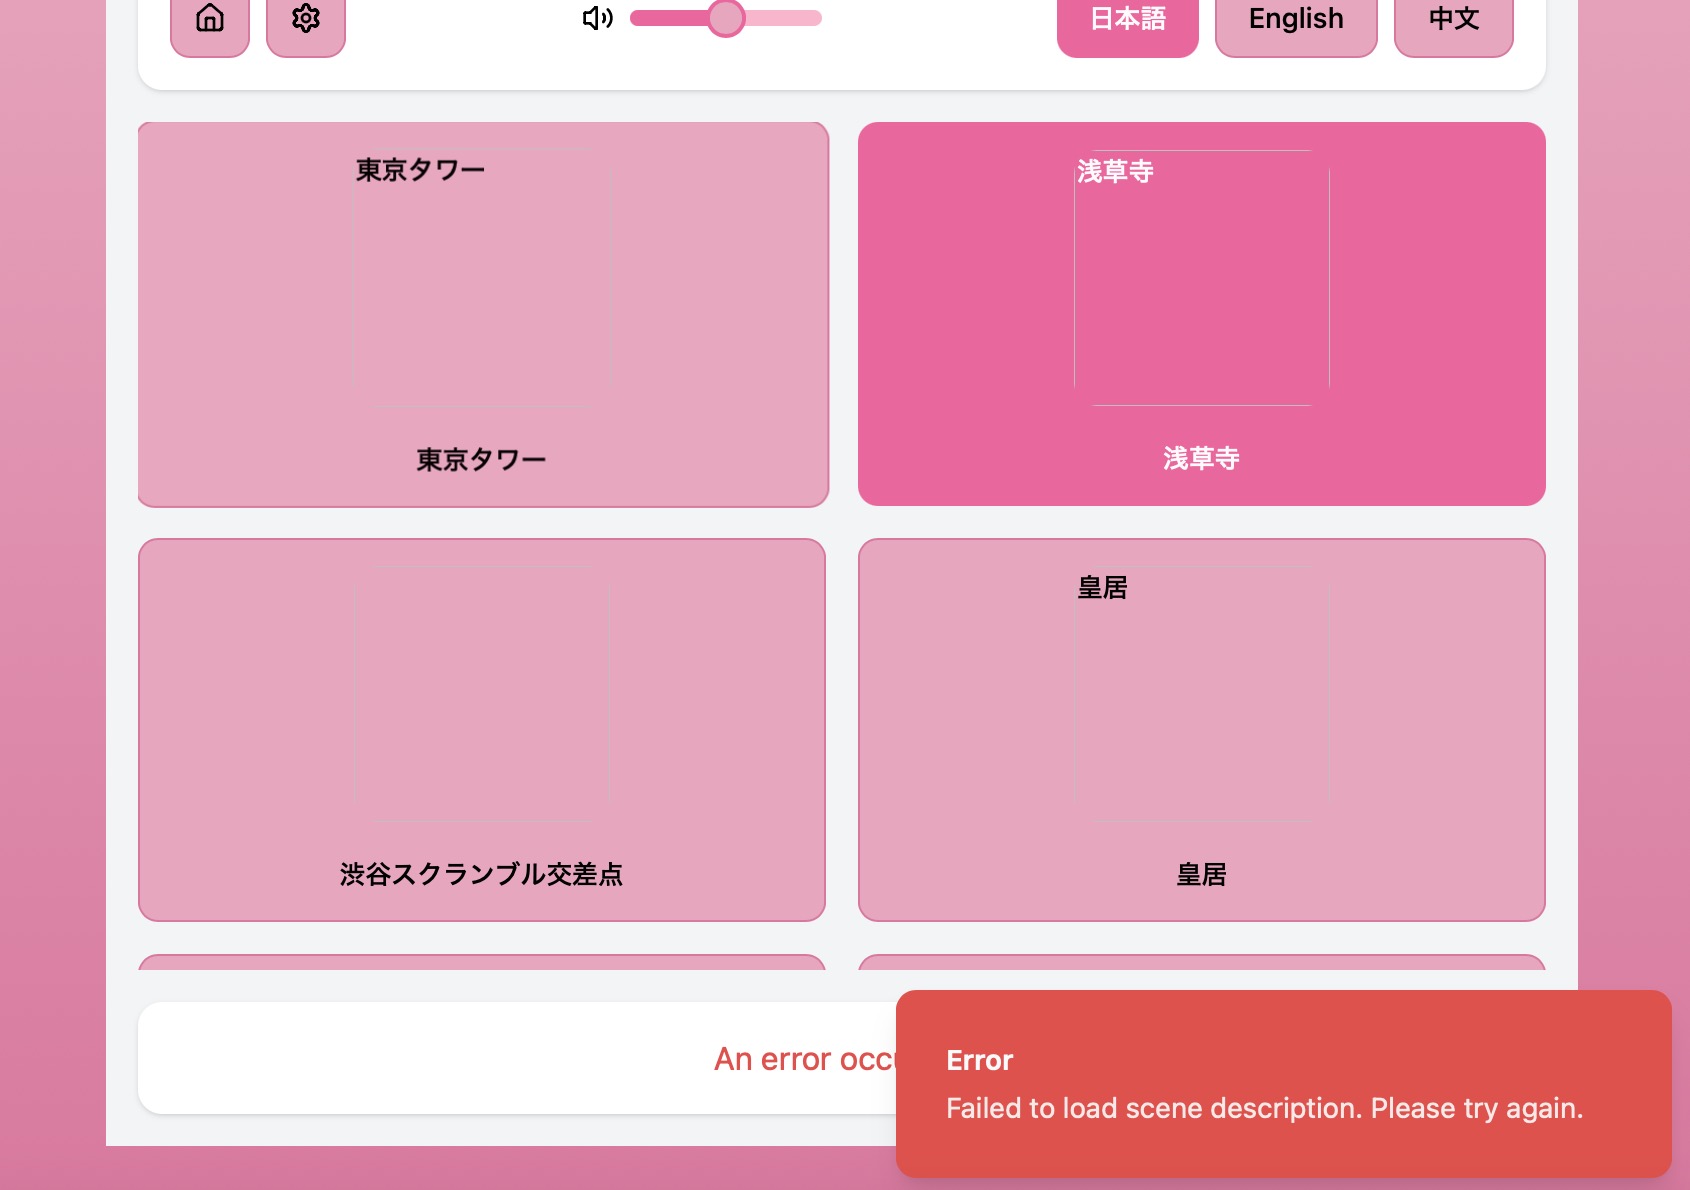 日本語
English
中文
東京タワー
東京タワー
浅草寺
浅草寺
渋谷スクランブル交差点
皇居
皇居
An error
Error
Failed to load scene description. Please try again.